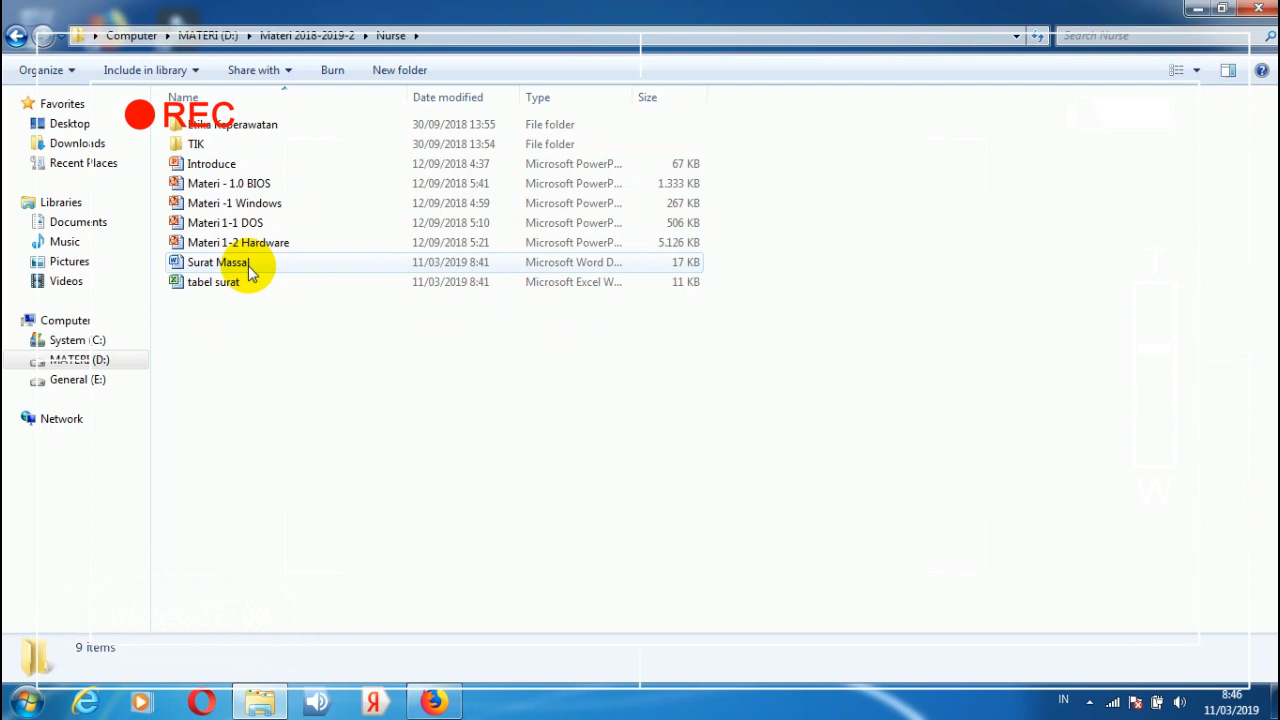 Computer MATERI (D:) Materi 2018-2019-2 Nurse Search Nurse
Organize Include in library Share with Burn New folder
Name Date modified Type Size
REC
Favorites
Desktop
Downloads
Recent Places
Libraries
Documents
Music
Pictures
Videos
Computer
System (C:)
MATERI (D:)
General (E:)
Network
Etika Keperawatan 30/09/2018 13:55 File folder
TIK 30/09/2018 13:54 File folder
Introduce 12/09/2018 4:37 Microsoft PowerP... 67 KB
Materi - 1.0 BIOS 12/09/2018 5:41 Microsoft PowerP... 1.333 KB
Materi -1 Windows 12/09/2018 4:59 Microsoft PowerP... 267 KB
Materi 1-1 DOS 12/09/2018 5:10 Microsoft PowerP... 506 KB
Materi 1-2 Hardware 12/09/2018 5:21 Microsoft PowerP... 5.126 KB
Surat Massal 11/03/2019 8:41 Microsoft Word D... 17 KB
tabel surat 11/03/2019 8:41 Microsoft Excel W... 11 KB
T
W
9 items
IN
8:46
11/03/2019